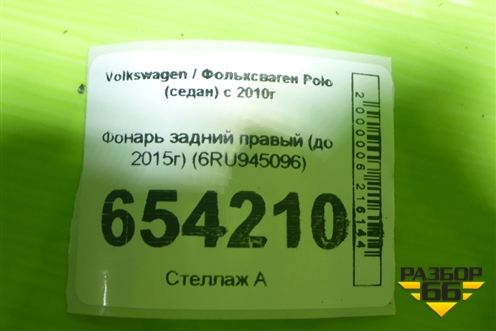 Volkswagen / Фольксваген Polo
(седан) с 2010г
Фонарь задний правый (до
2015г) (6RU945096)
654210
Стеллаж А
2000006216144
РАЗБОР
66